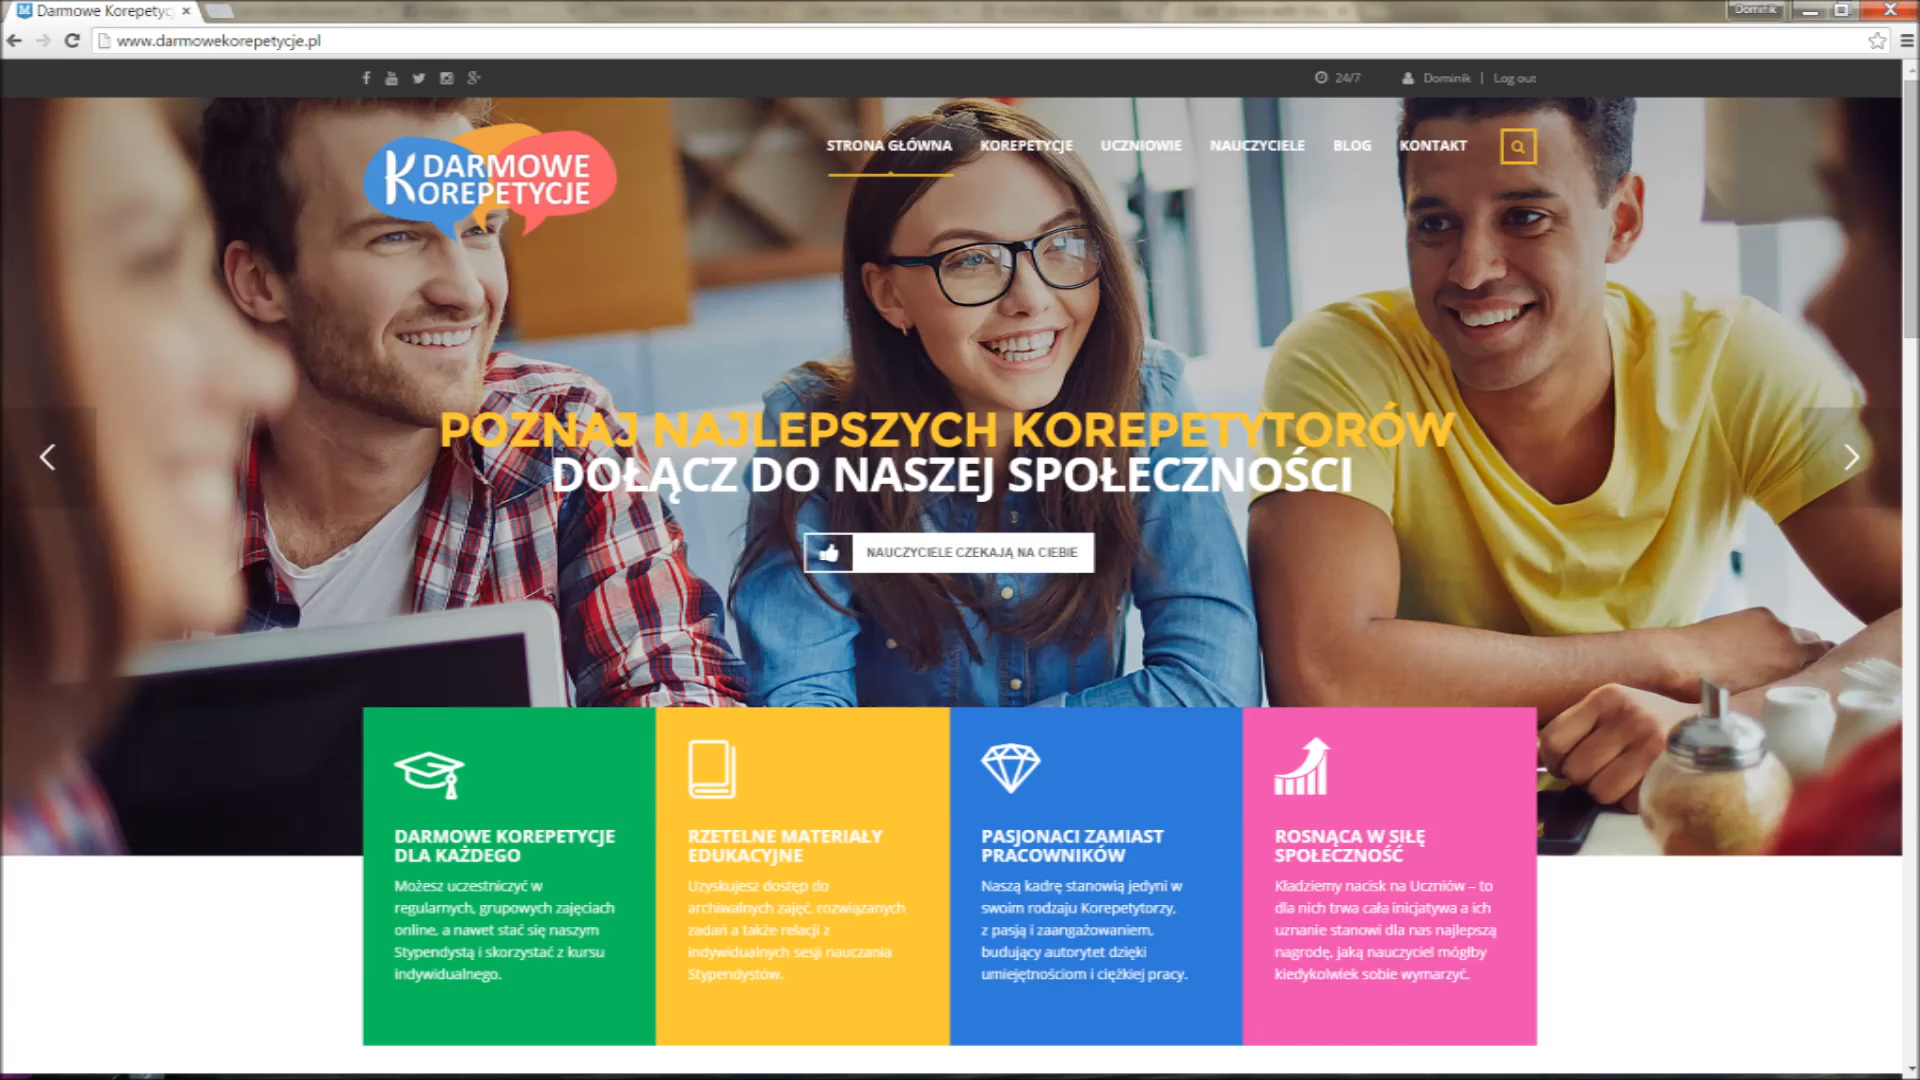 Darmowe Korepetyc
Dominik
www.darmowekorepetycje.pl
24/7 Dominik | Log out
DARMOWE
KOREPETYCJE
STRONA GŁÓWNA KOREPETYCJE UCZNIOWIE NAUCZYCIELE BLOG KONTAKT
POZNAJ NAJLEPSZYCH KOREPETYTORÓW
DOŁĄCZ DO NASZEJ SPOŁECZNOŚCI
NAUCZYCIELE CZEKAJĄ NA CIEBIE
DARMOWE KOREPETYCJE
DLA KAŻDEGO
Możesz uczestniczyć w
regularnych, grupowych zajęciach
online, a nawet stać się naszym
Stypendystą i skorzystać z kursu
indywidualnego.
RZETELNE MATERIAŁY
EDUKACYJNE
Uzyskujesz dostęp do
archiwalnych zajęć, rozwiązanych
zadań a także relacji z
indywidualnych sesji nauczania
Stypendystów.
PASJONACI ZAMIAST
PRACOWNIKÓW
Naszą kadrę stanowią jedyni w
swoim rodzaju Korepetytorzy,
z pasją i zaangażowaniem,
budujący autorytet dzięki
umiejętnościom i ciężkiej pracy.
ROSNĄCA W SIŁĘ
SPOŁECZNOŚĆ
Kładziemy nacisk na Uczniów – to
dla nich trwa cała inicjatywa a ich
uznanie stanowi dla nas najlepszą
nagrodę, jaką nauczyciel mógłby
kiedykolwiek sobie wymarzyć.